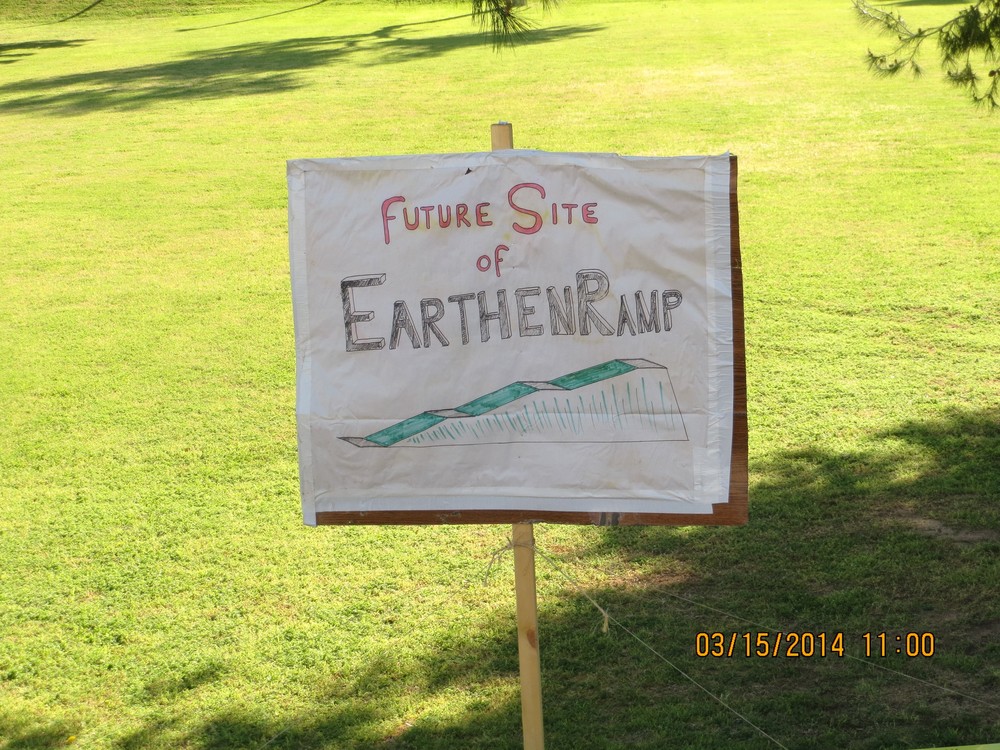 Future Site
of
EarthenRamp
03/15/2014 11:00